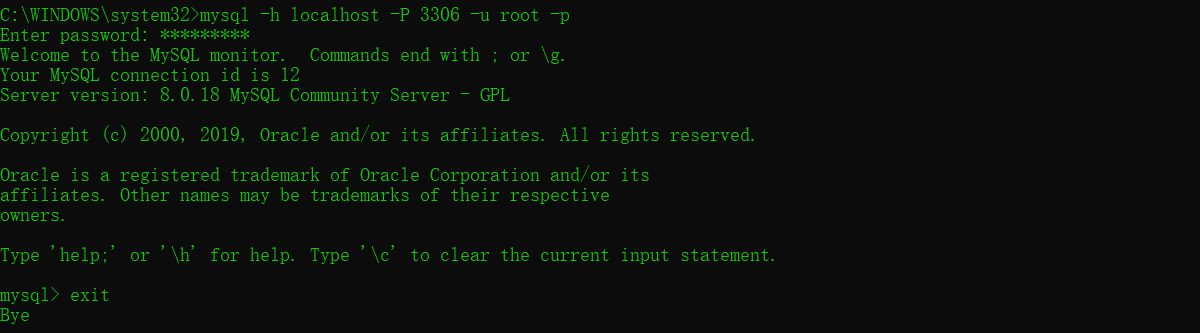 C:\WINDOWS\system32>mysql -h localhost -P 3306 -u root -p
Enter password: *********
Welcome to the MySQL monitor.  Commands end with ; or \g.
Your MySQL connection id is 12
Server version: 8.0.18 MySQL Community Server - GPL
Copyright (c) 2000, 2019, Oracle and/or its affiliates. All rights reserved.
Oracle is a registered trademark of Oracle Corporation and/or its
affiliates. Other names may be trademarks of their respective
owners.
Type 'help;' or '\h' for help. Type '\c' to clear the current input statement.
mysql> exit
Bye